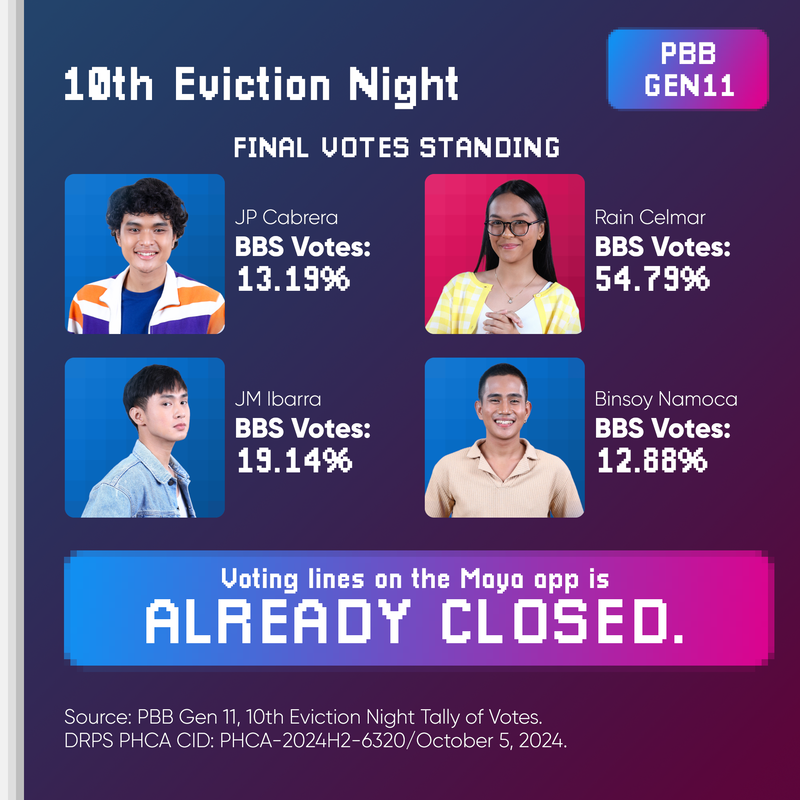 PBB
GEN11
10th Eviction Night
FINAL VOTES STANDING
JP Cabrera
BBS Votes:
13.19%
Rain Celmar
BBS Votes:
54.79%
JM Ibarra
BBS Votes:
19.14%
Binsoy Namoca
BBS Votes:
12.88%
Voting lines on the Maya app is
ALREADY CLOSED.
Source: PBB Gen 11, 10th Eviction Night Tally of Votes.
DRPS PHCA CID: PHCA-2024H2-6320/October 5, 2024.